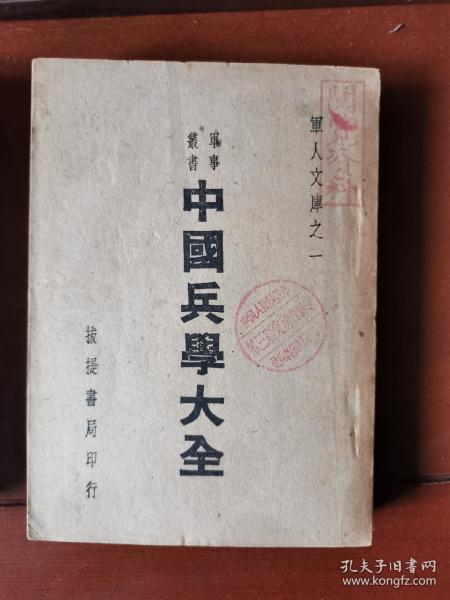 軍人文庫之一
軍事
叢書
中國兵學大全
拔提書局印行
孔夫子旧书网
www.kongfz.com